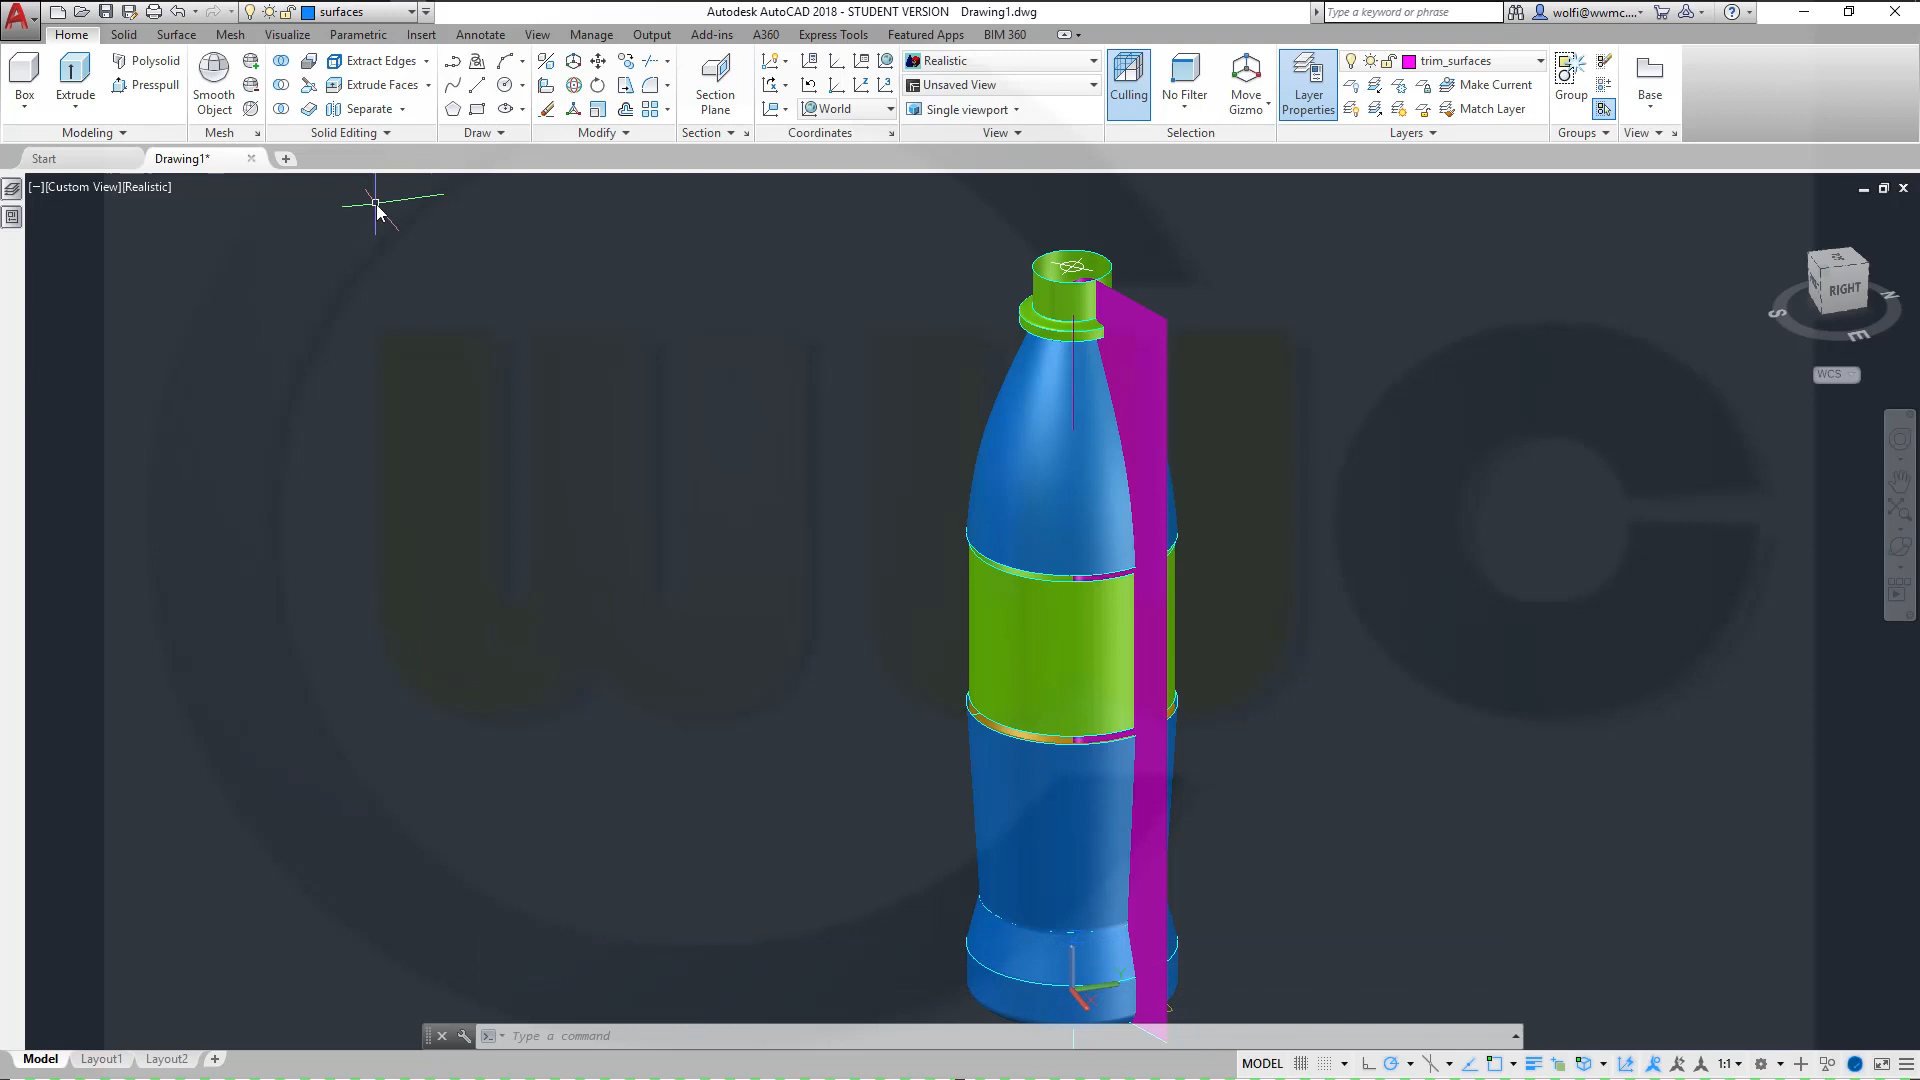 surfaces
Autodesk AutoCAD 2018 - STUDENT VERSION Drawing1.dwg
Type a keyword or phrase
wolfi@wwmc....
Home Solid Surface Mesh Visualize Parametric Insert Annotate View Manage Output Add-ins A360 Express Tools Featured Apps BIM 360
Box
Extrude
Polysolid
Presspull
Modeling
Smooth
Object
Mesh
Extract Edges
Extrude Faces
Separate
Solid Editing
Draw
Modify
Section
Plane
Section
World
Coordinates
Realistic
Unsaved View
Single viewport
View
Culling
No Filter
Move
Gizmo
Selection
Layer
Properties
trim_surfaces
Make Current
Match Layer
Layers
Group
Groups
Base
View
Start
Drawing1*
[−][Custom View][Realistic]
RIGHT
S
E
N
WCS
wuc
Y
X
Type a command
Model
Layout1
Layout2
MODEL
1:1